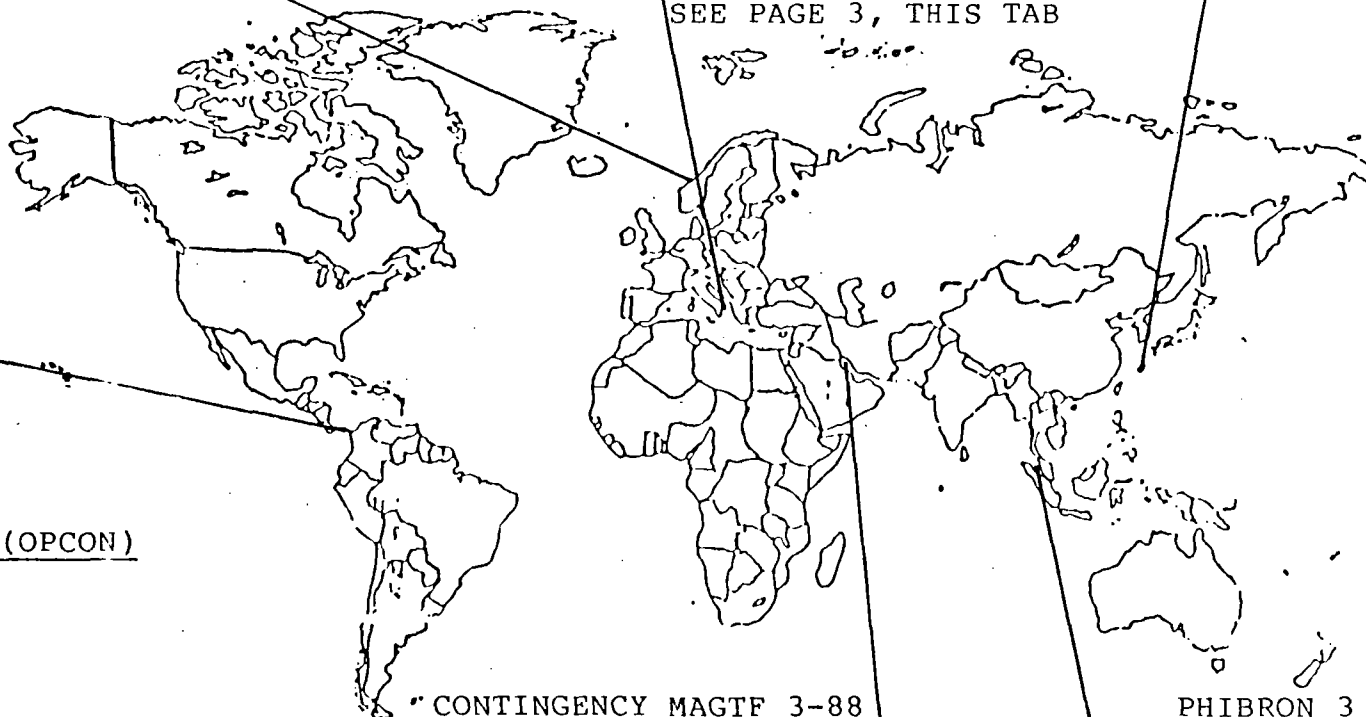 SEE PAGE 3, THIS TAB
(OPCON)
CONTINGENCY MAGTF 3-88
PHIBRON 3